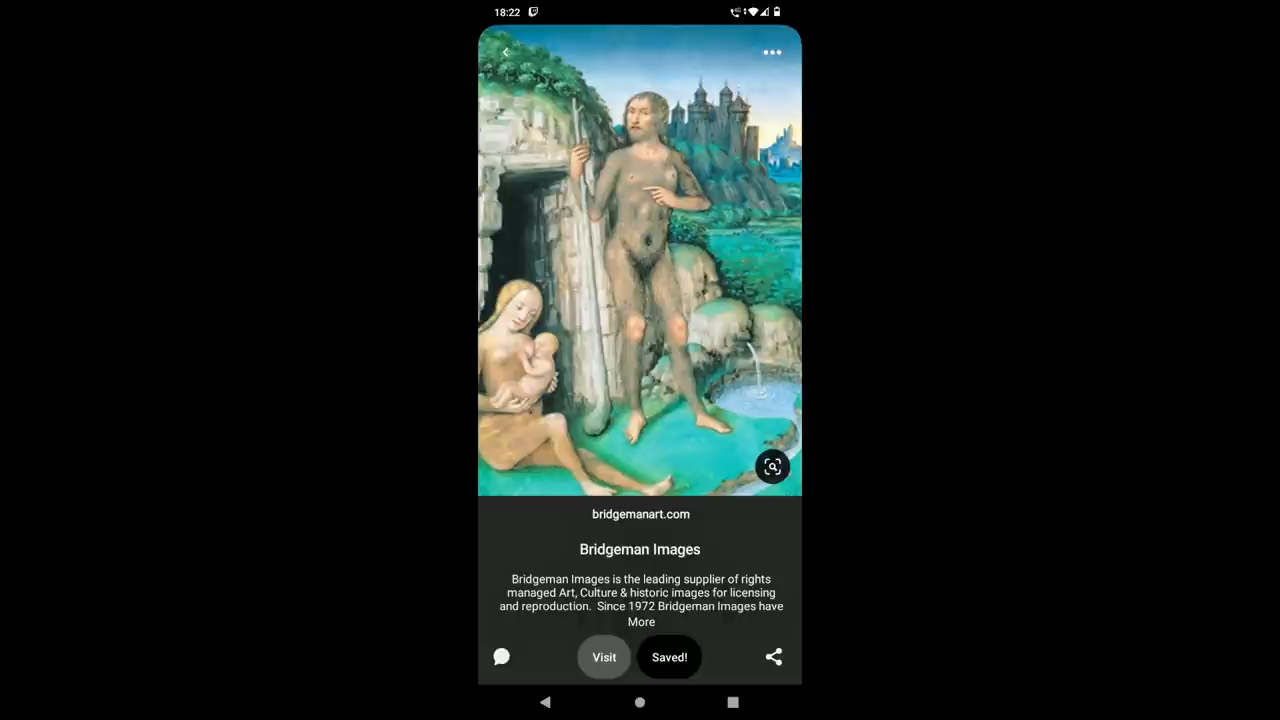 18:22
4G
bridgemanart.com
Bridgeman Images
Bridgeman Images is the leading supplier of rights
managed Art, Culture & historic images for licensing
and reproduction. Since 1972 Bridgeman Images have
More
Visit
Saved!